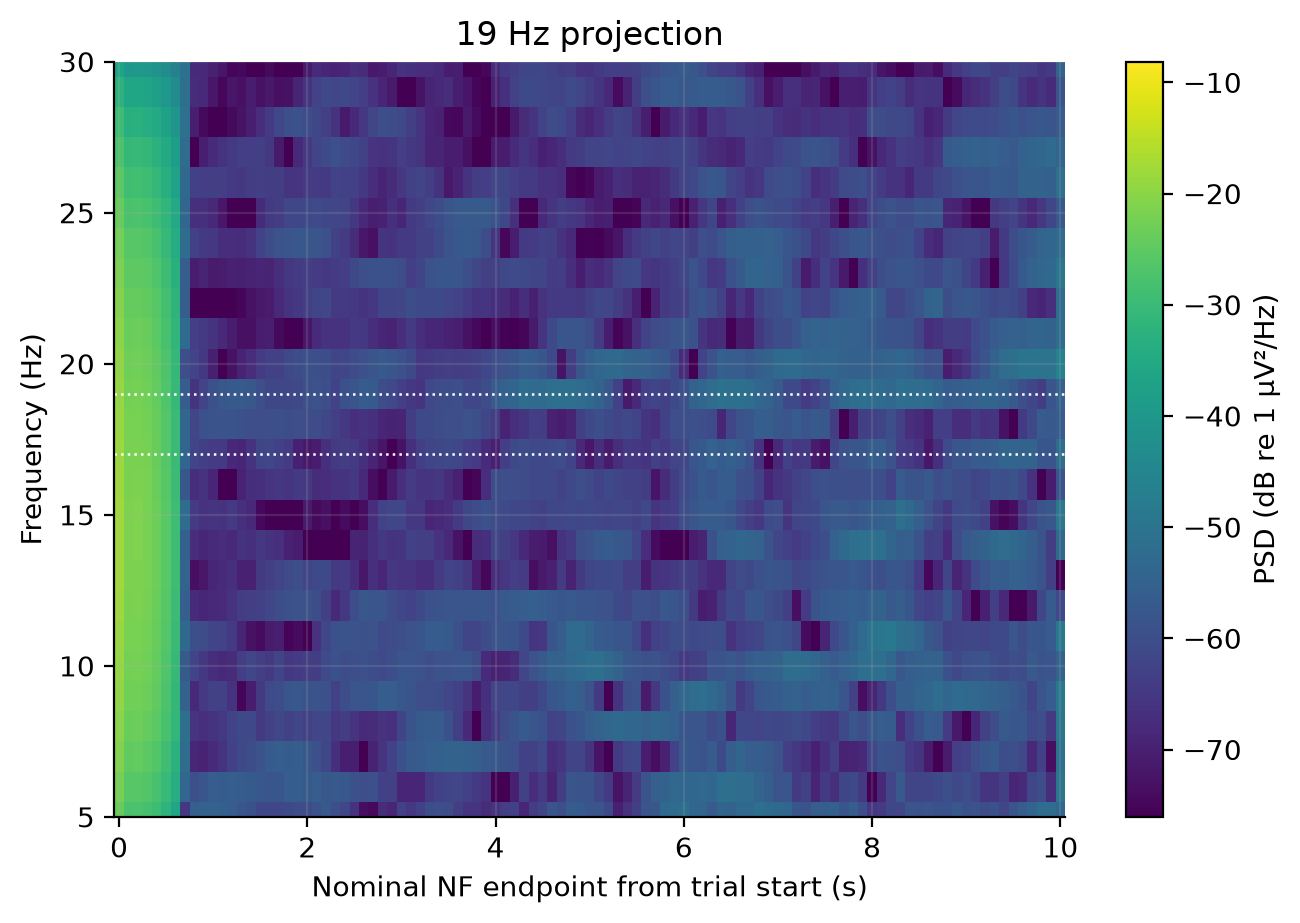 19 Hz projection
30
25
20
15
10
5
Frequency (Hz)
0 2 4 6 8 10
Nominal NF endpoint from trial start (s)
−10
−20
−30
−40
−50
−60
−70
PSD (dB re 1 µV²/Hz)